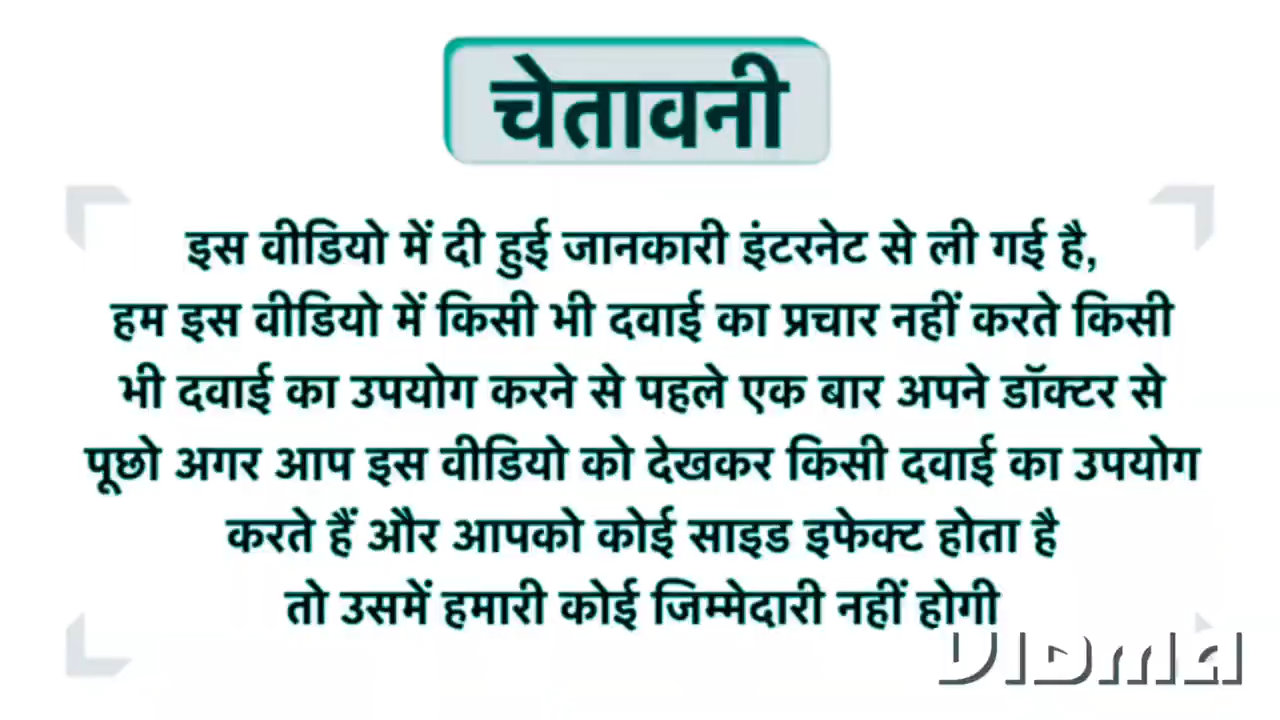 चेतावनी
इस वीडियो में दी हुई जानकारी इंटरनेट से ली गई है,
हम इस वीडियो में किसी भी दवाई का प्रचार नहीं करते किसी
भी दवाई का उपयोग करने से पहले एक बार अपने डॉक्टर से
पूछो अगर आप इस वीडियो को देखकर किसी दवाई का उपयोग
करते हैं और आपको कोई साइड इफेक्ट होता है
तो उसमें हमारी कोई जिम्मेदारी नहीं होगी
VIDMA